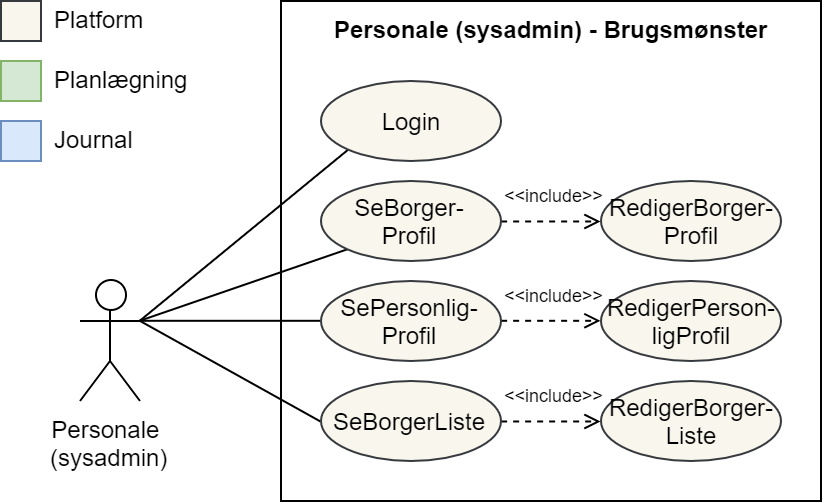 Platform
Planlægning
Journal
Personale (sysadmin) - Brugsmønster
Login
SeBorger-
Profil
<<include>>
RedigerBorger-
Profil
SePersonlig-
Profil
<<include>>
RedigerPerson-
ligProfil
SeBorgerListe
<<include>>
RedigerBorger-
Liste
Personale
(sysadmin)